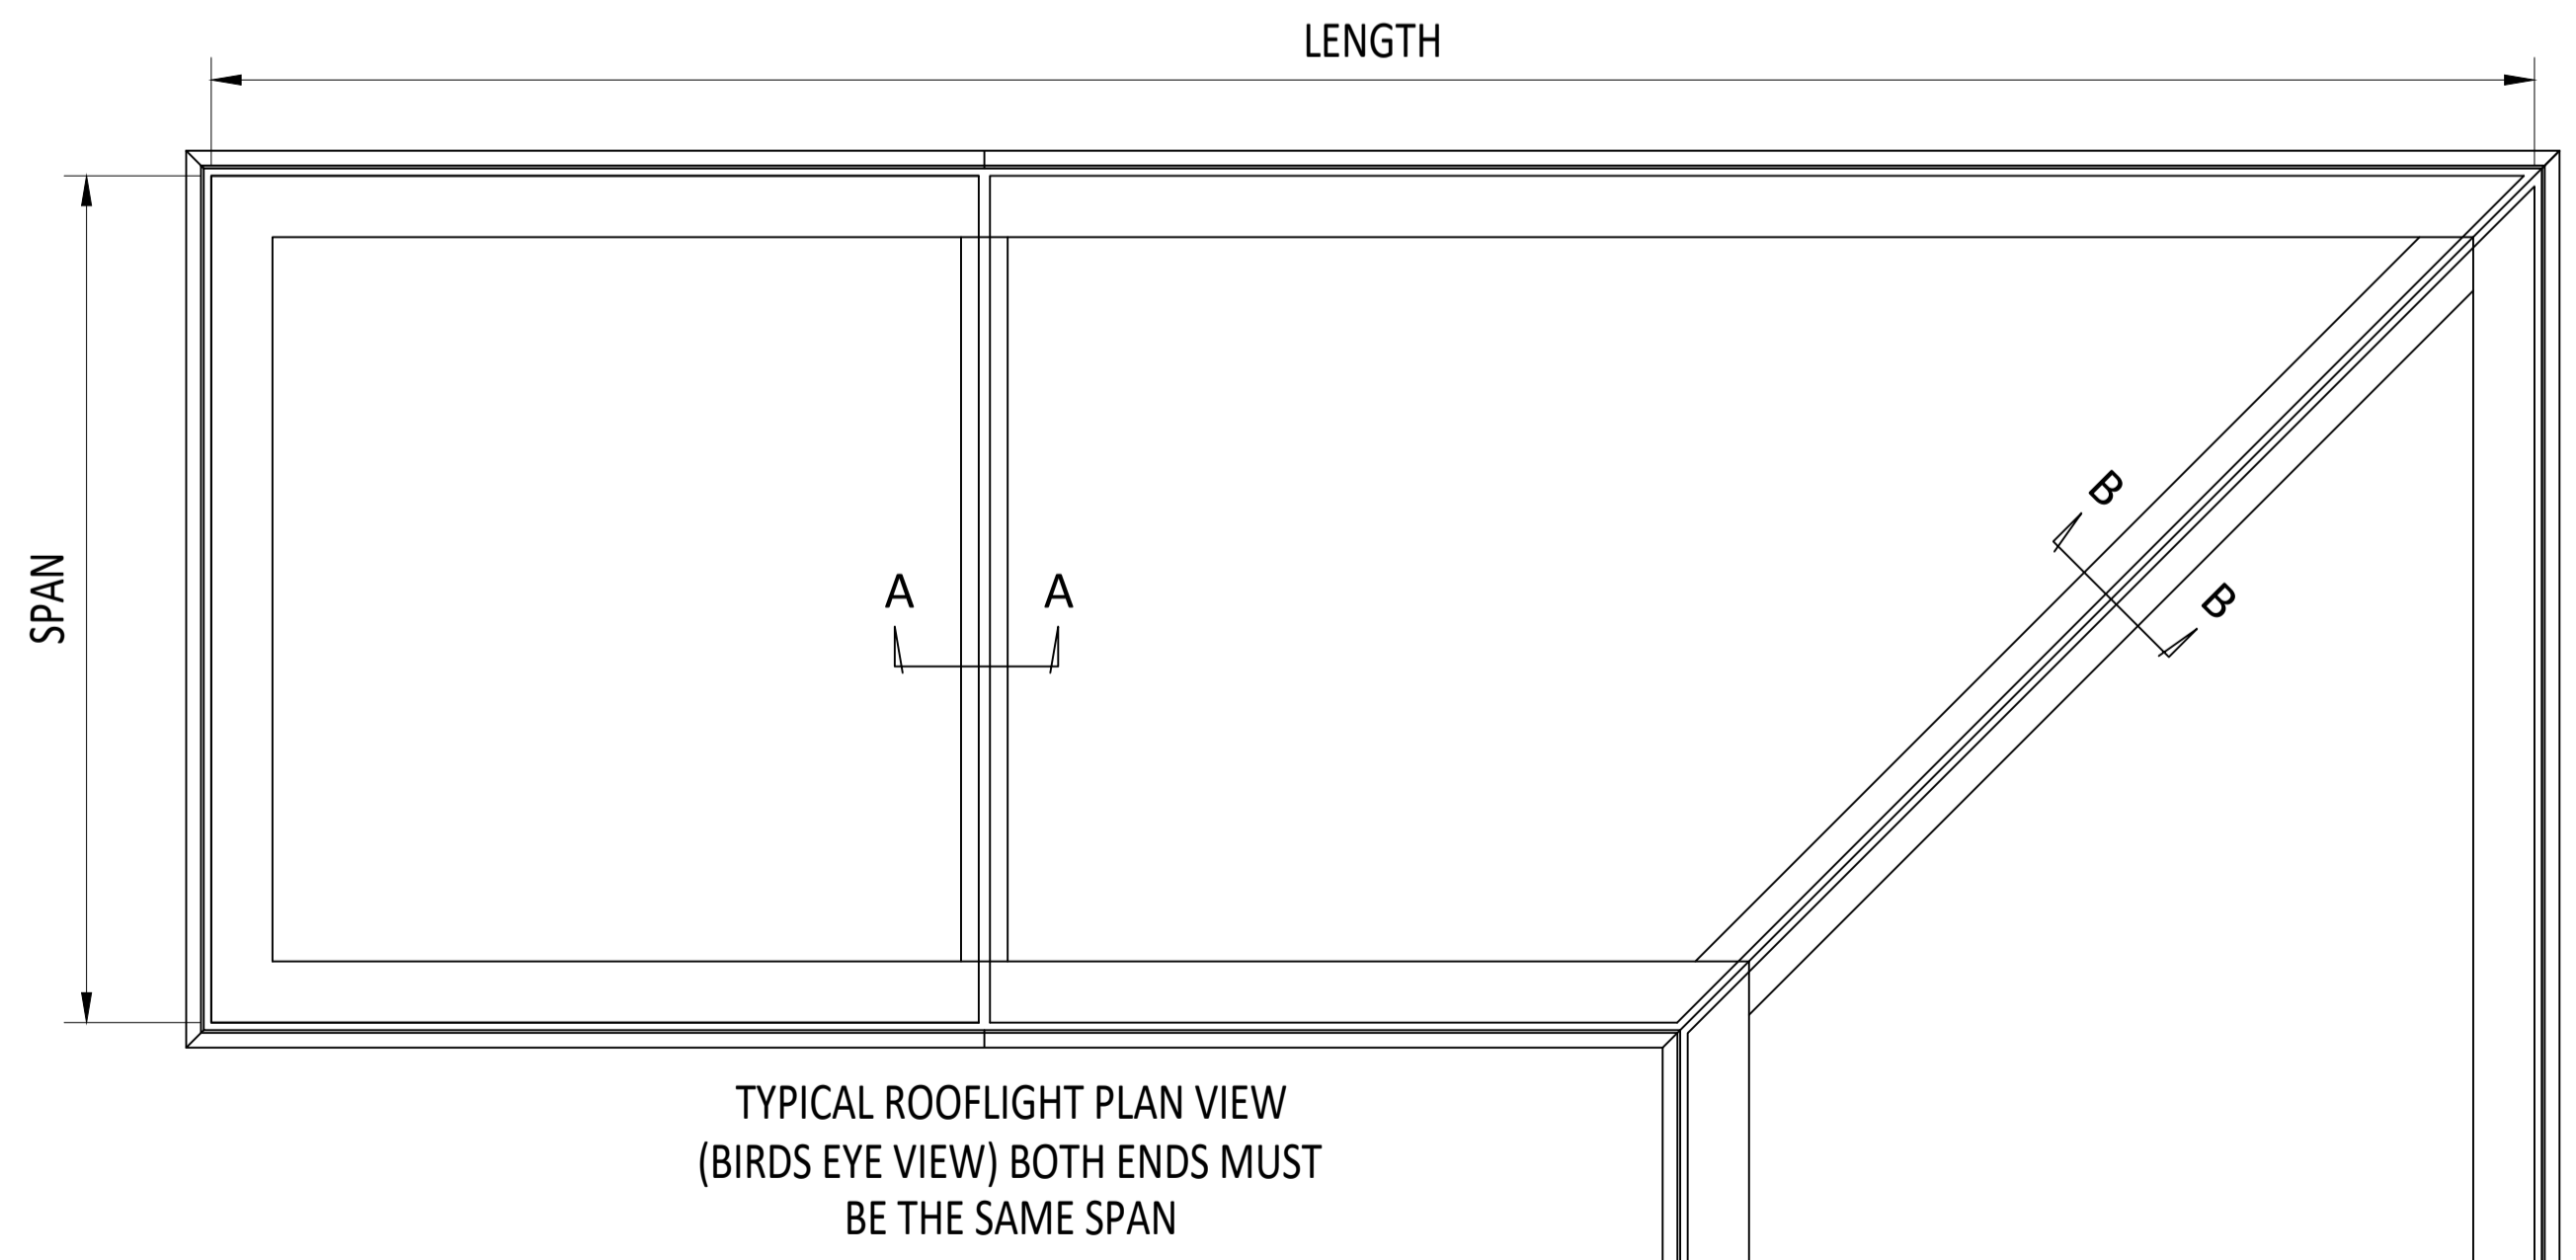 LENGTH
SPAN
A A
B
B
TYPICAL ROOFLIGHT PLAN VIEW
(BIRDS EYE VIEW) BOTH ENDS MUST
BE THE SAME SPAN